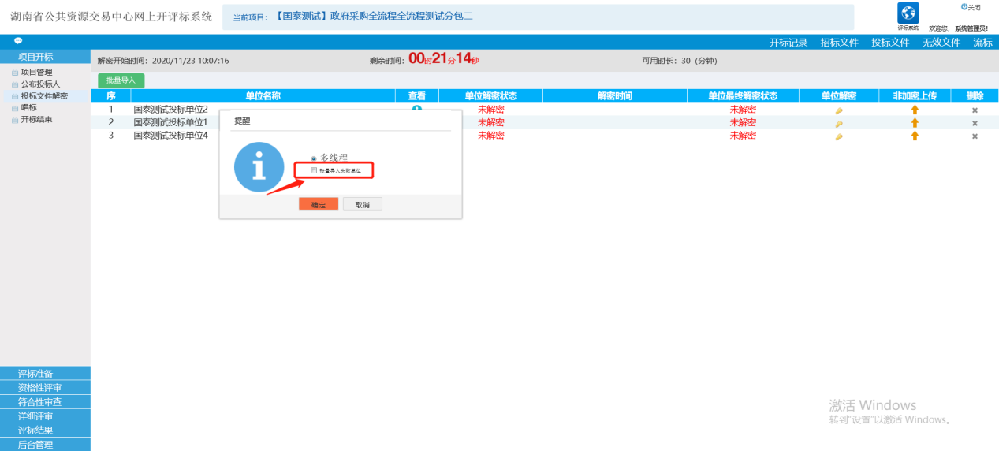 湖南省公共资源交易中心网上开评标系统
当前项目：【国泰测试】政府采购全流程全流程测试分包二
评标系统
关闭
欢迎您，系统管理员!
开标记录 招标文件 投标文件 无效文件 流标
项目开标
项目管理
公布投标人
投标文件解密
唱标
开标结束
解密开始时间：2020/11/23 10:07:16 剩余时间：00时21分14秒 可用时长：30 (分钟)
批量导入
序 单位名称 查看 单位解密状态 解密时间 单位最终解密状态 单位解密 非加密上传 删除
1 国泰测试投标单位2 未解密 未解密
2 国泰测试投标单位1 未解密 未解密
3 国泰测试投标单位4 未解密 未解密
提醒
多线程
批量导入失败单位
确定 取消
评标准备
资格性评审
符合性审查
详细评审
评标结果
后台管理
激活 Windows
转到"设置"以激活 Windows。